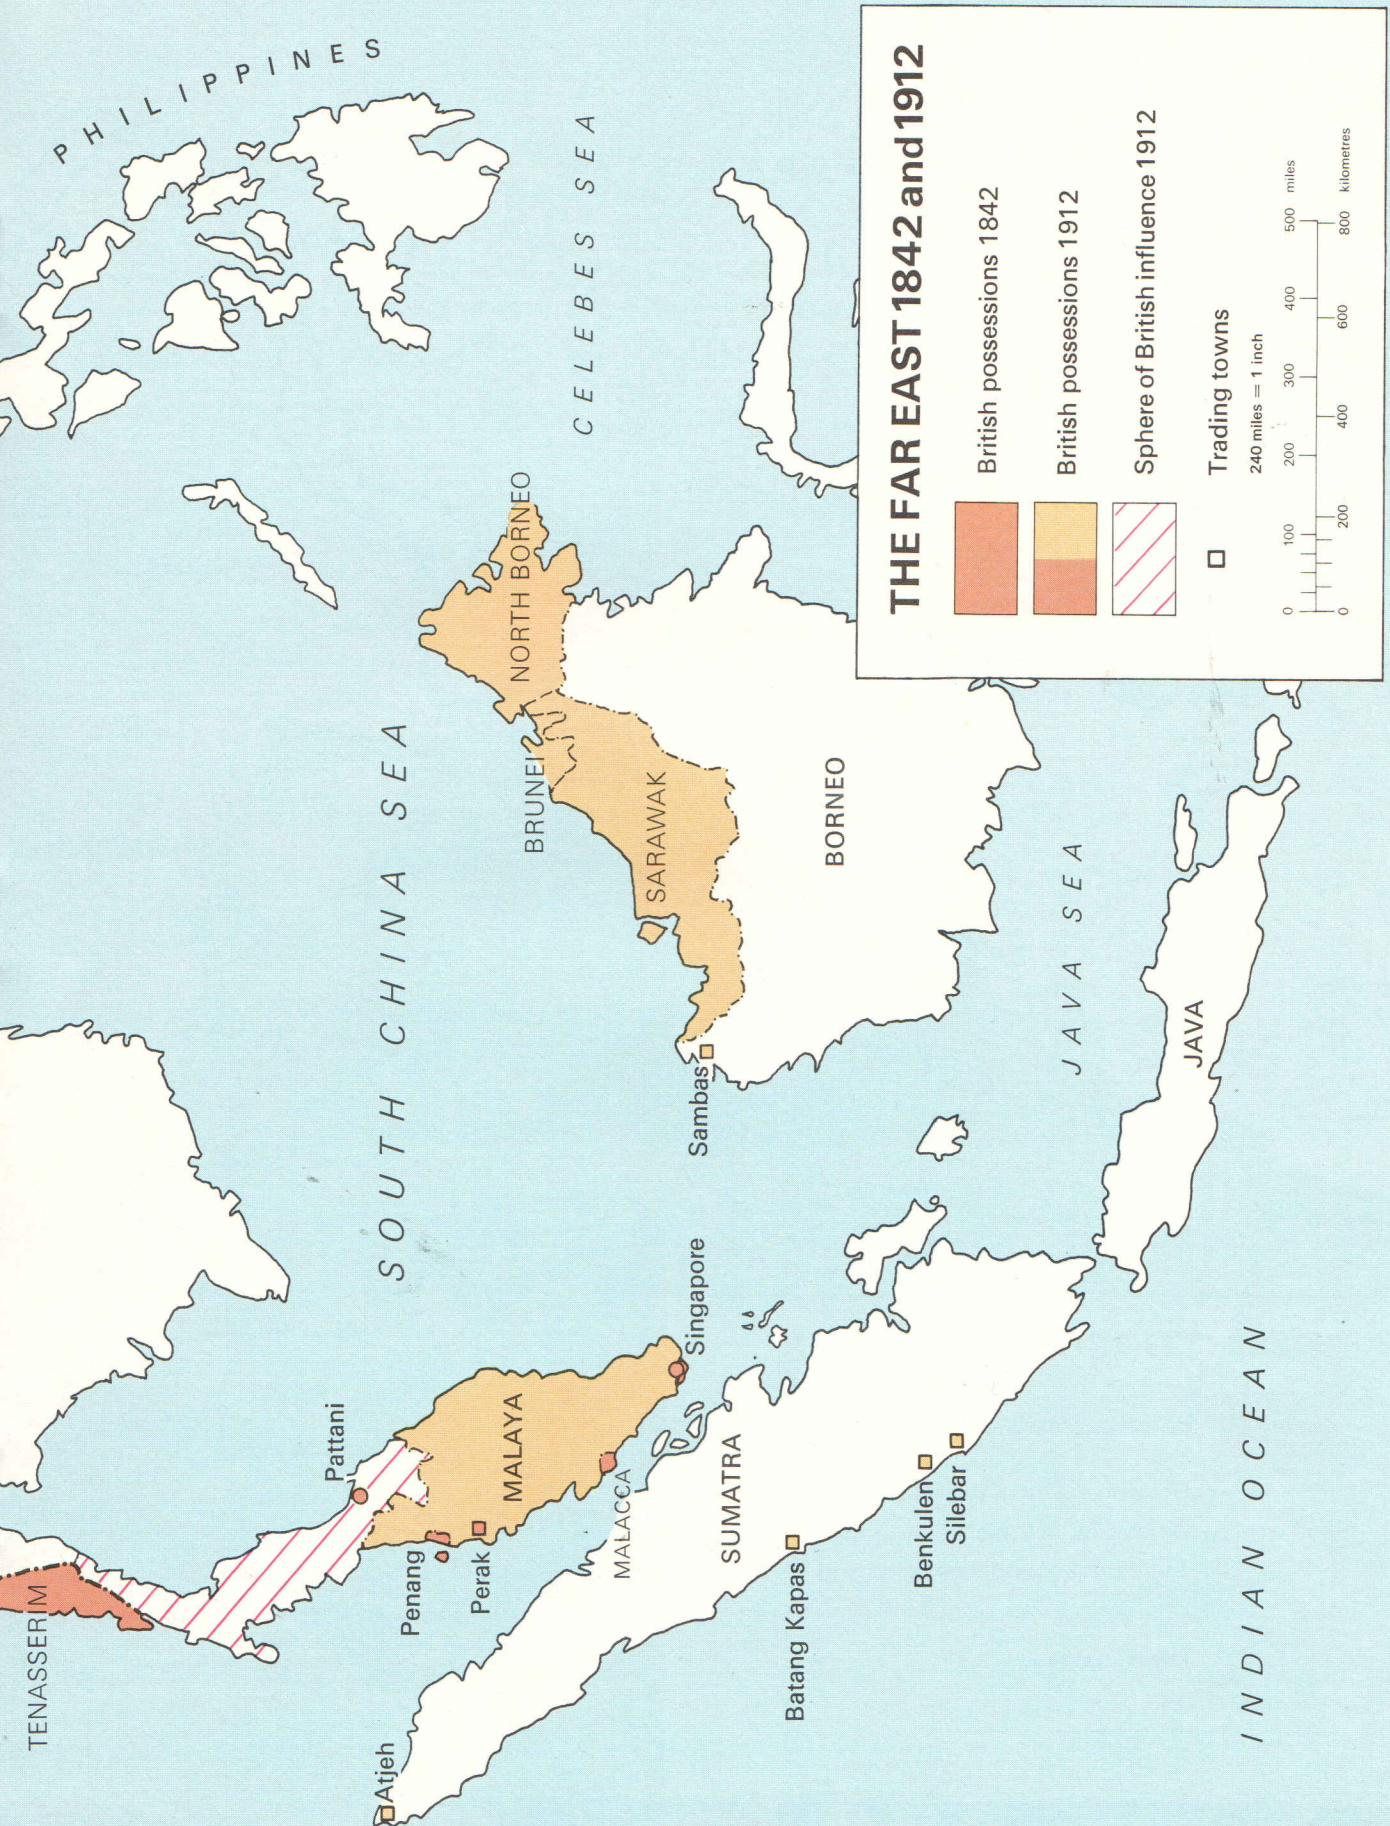 PHILIPPINES
CELEBES SEA
SOUTH CHINA SEA
NORTH BORNEO
BRUNEI
SARAWAK
BORNEO
Sambas
JAVA SEA
JAVA
TENASSERIM
Pattani
MALAYA
Penang
Perak
MALACCA
Singapore
SUMATRA
Atjeh
Batang Kapas
Benkulen
Silebar
INDIAN OCEAN
THE FAR EAST 1842 and 1912
British possessions 1842
British possessions 1912
Sphere of British influence 1912
Trading towns
240 miles = 1 inch
0 100 200 300 400 500 miles
0 200 400 600 800 kilometres